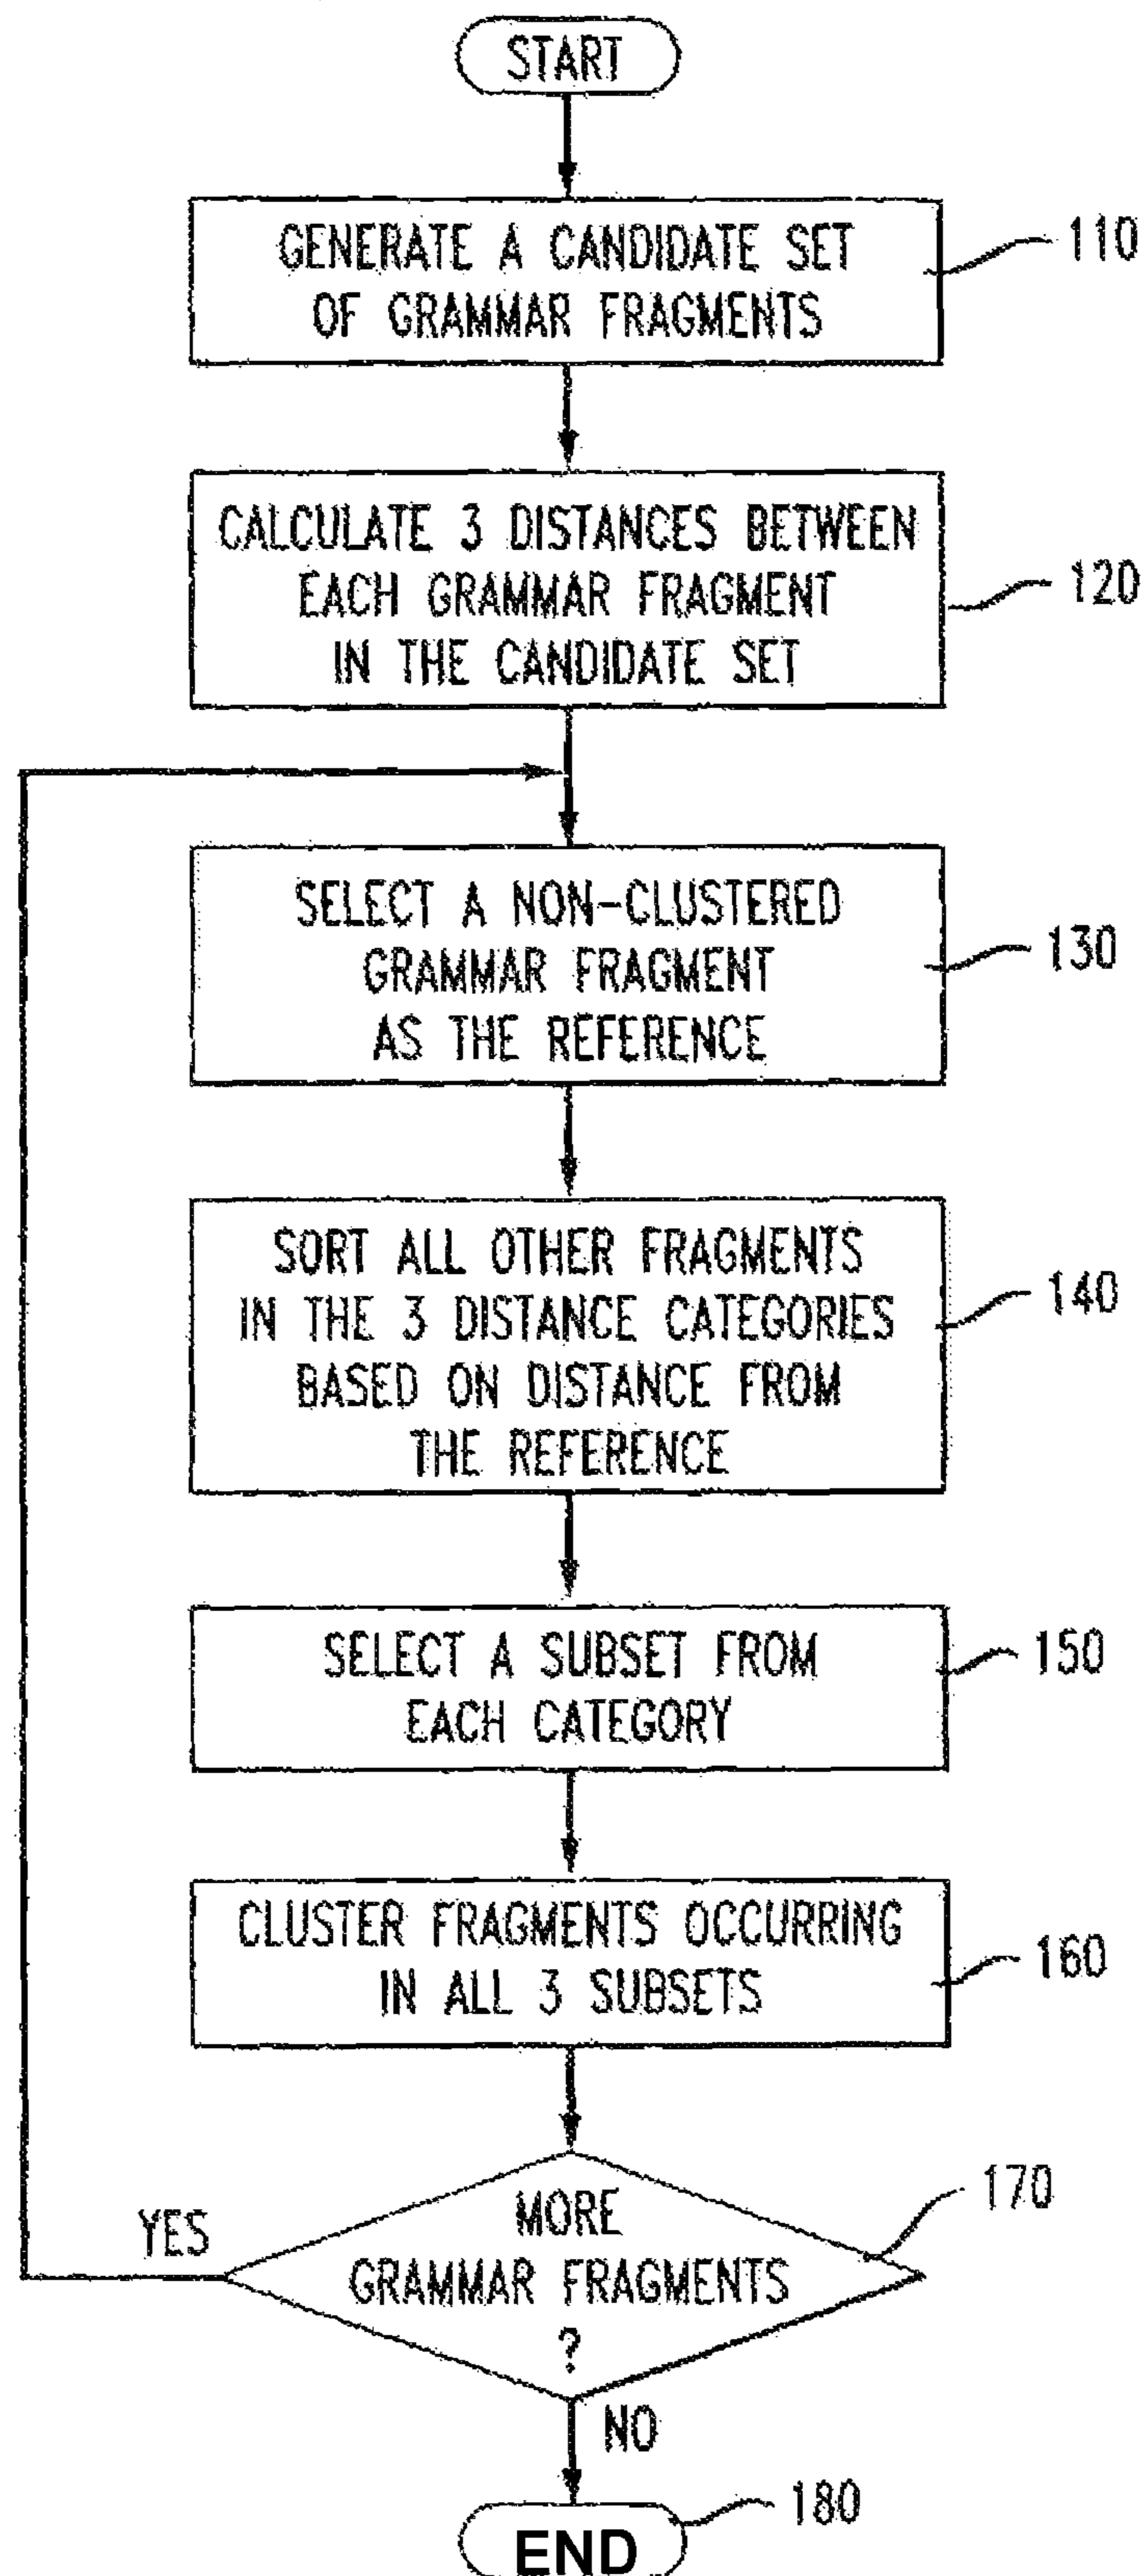 START
GENERATE A CANDIDATE SET
OF GRAMMAR FRAGMENTS
110
CALCULATE 3 DISTANCES BETWEEN
EACH GRAMMAR FRAGMENT
IN THE CANDIDATE SET
120
SELECT A NON-CLUSTERED
GRAMMAR FRAGMENT
AS THE REFERENCE
130
SORT ALL OTHER FRAGMENTS
IN THE 3 DISTANCE CATEGORIES
BASED ON DISTANCE FROM
THE REFERENCE
140
SELECT A SUBSET FROM
EACH CATEGORY
150
CLUSTER FRAGMENTS OCCURRING
IN ALL 3 SUBSETS
160
MORE
GRAMMAR FRAGMENTS
?
170
YES
NO
END
180